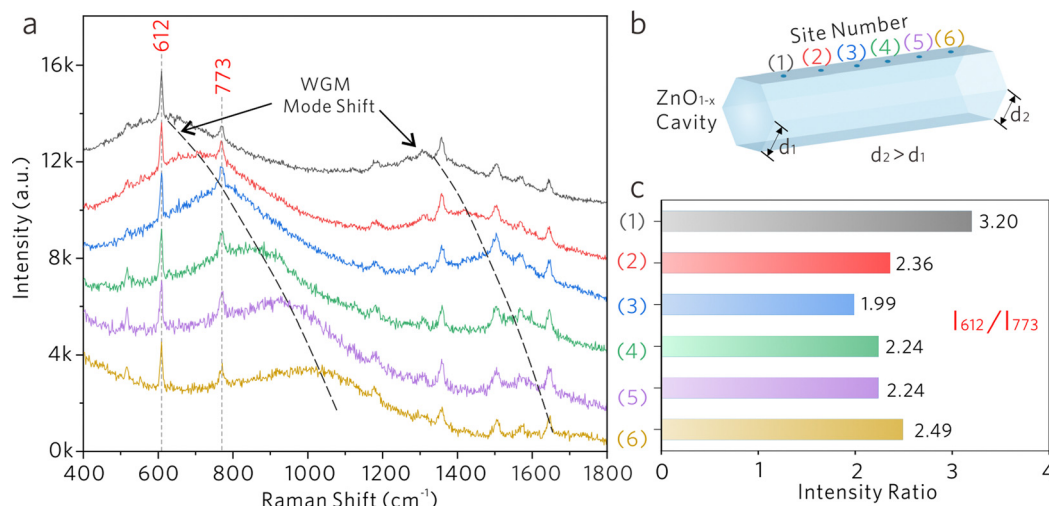 a
612
773
WGM
Mode Shift
16k
12k
8k
4k
0k
Intensity (a.u.)
400 600 800 1000 1200 1400 1600 1800
Raman Shift (cm⁻¹)
b
Site Number
(1) (2) (3) (4) (5) (6)
ZnO₁₋ₓ
Cavity
d₁
d₂
d₂ > d₁
c
(1) 3.20
(2) 2.36
(3) 1.99
I₆₁₂/I₇₇₃
(4) 2.24
(5) 2.24
(6) 2.49
0 1 2 3 4
Intensity Ratio